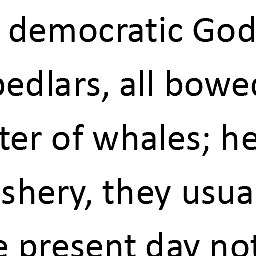 democratic God
pedlars, all bowed
ter of whales; he
shery, they usua
e present day not